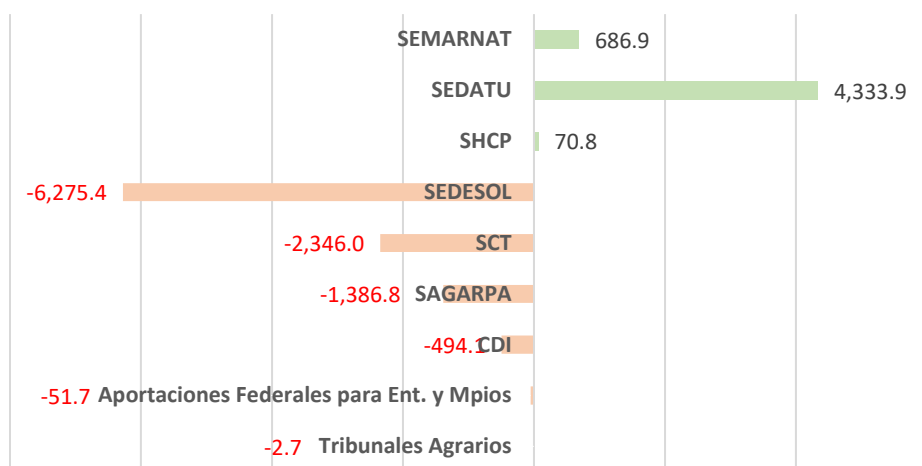 SEMARNAT 686.9
SEDATU 4,333.9
SHCP 70.8
-6,275.4 SEDESOL
-2,346.0 SCT
-1,386.8 SAGARPA
-494.1 CDI
-51.7 Aportaciones Federales para Ent. y Mpios
-2.7 Tribunales Agrarios